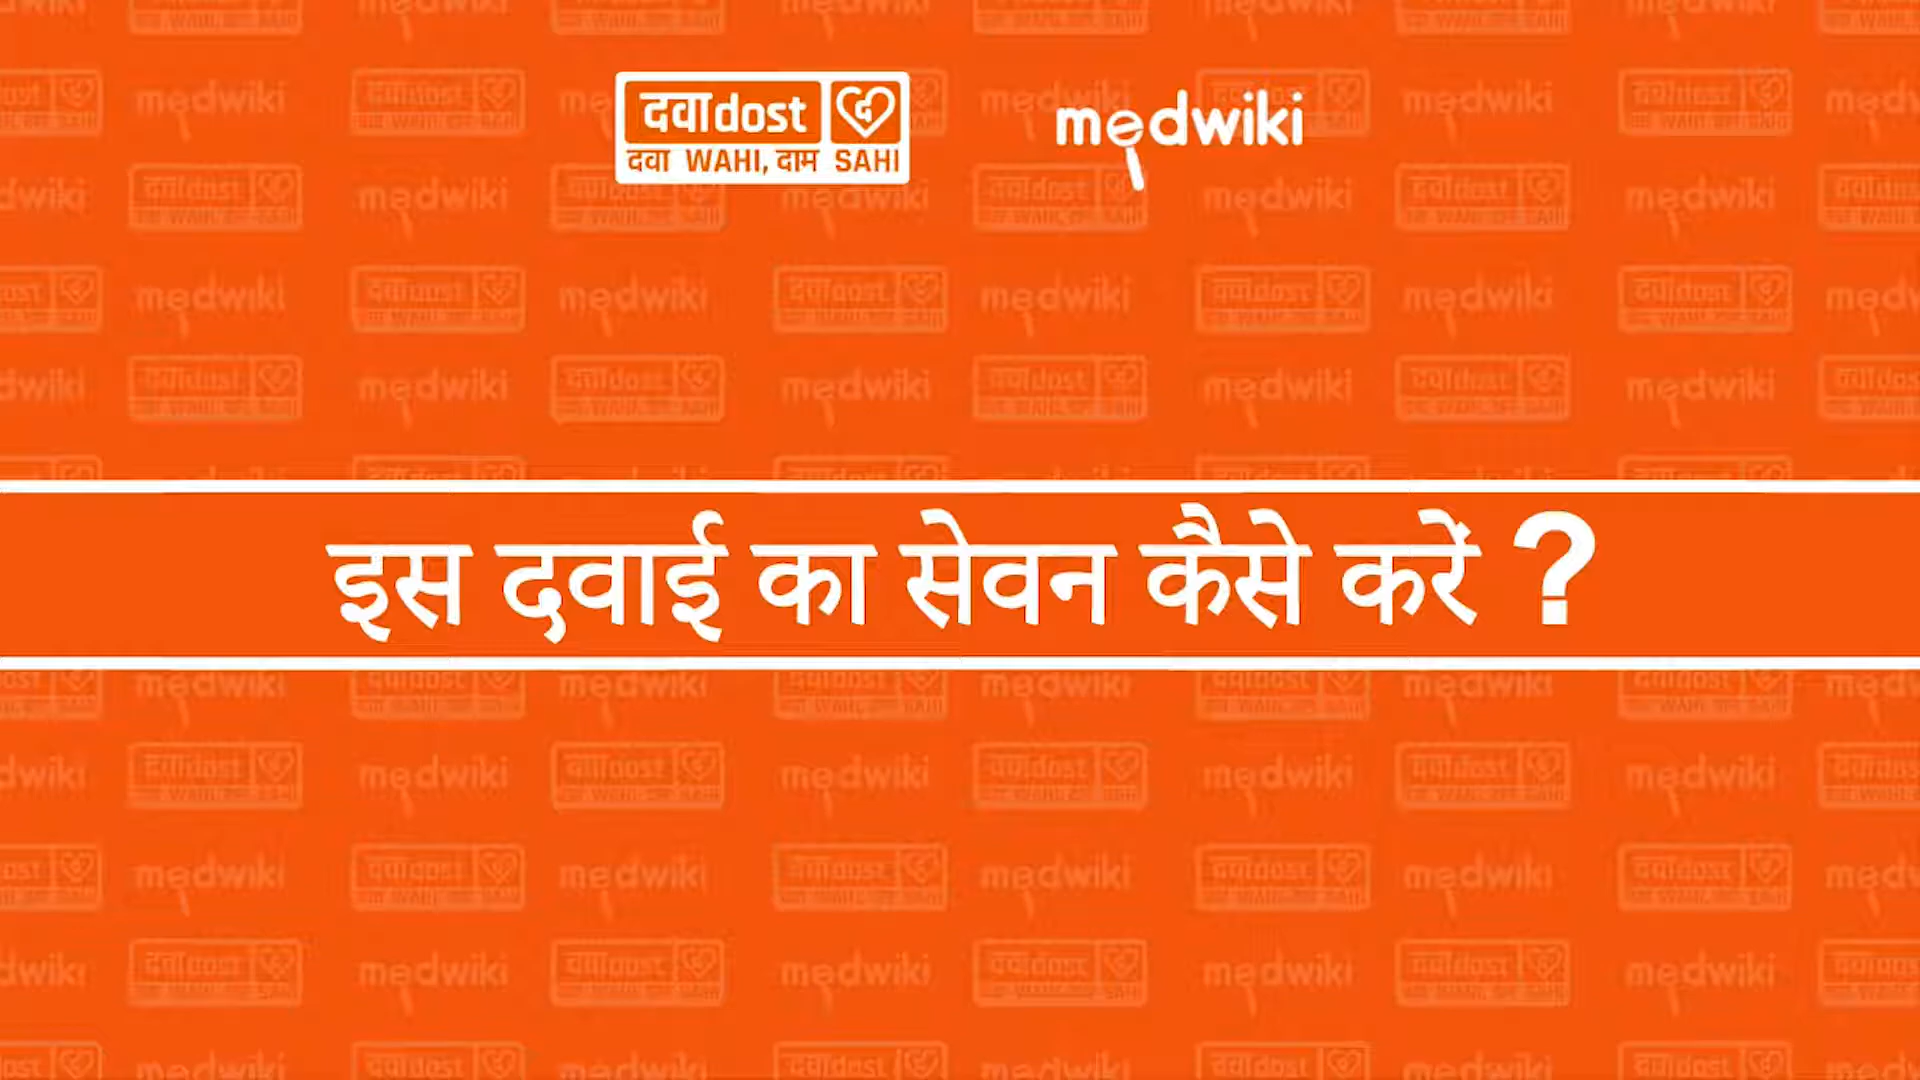 दवाdost
दवा WAHI, दाम SAHI
medwiki
इस दवाई का सेवन कैसे करें ?